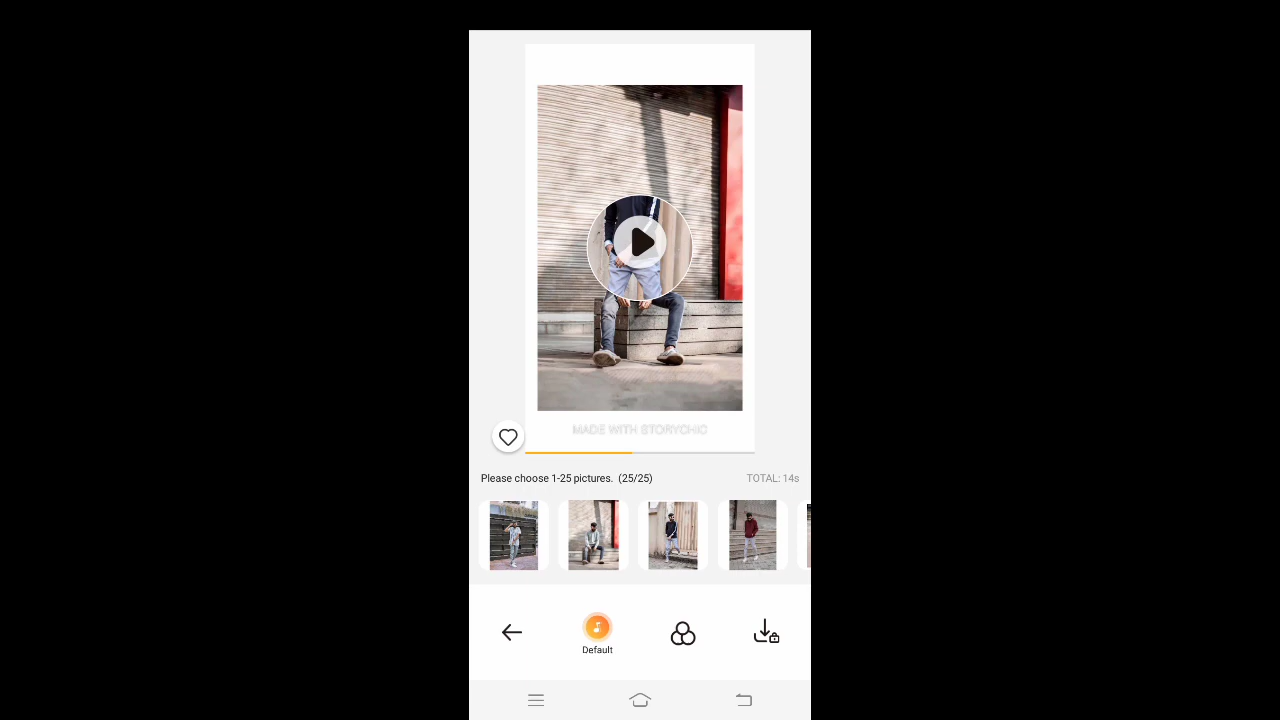 MADE WITH STORYCHIC
Please choose 1-25 pictures. (25/25)
TOTAL: 14s
Default